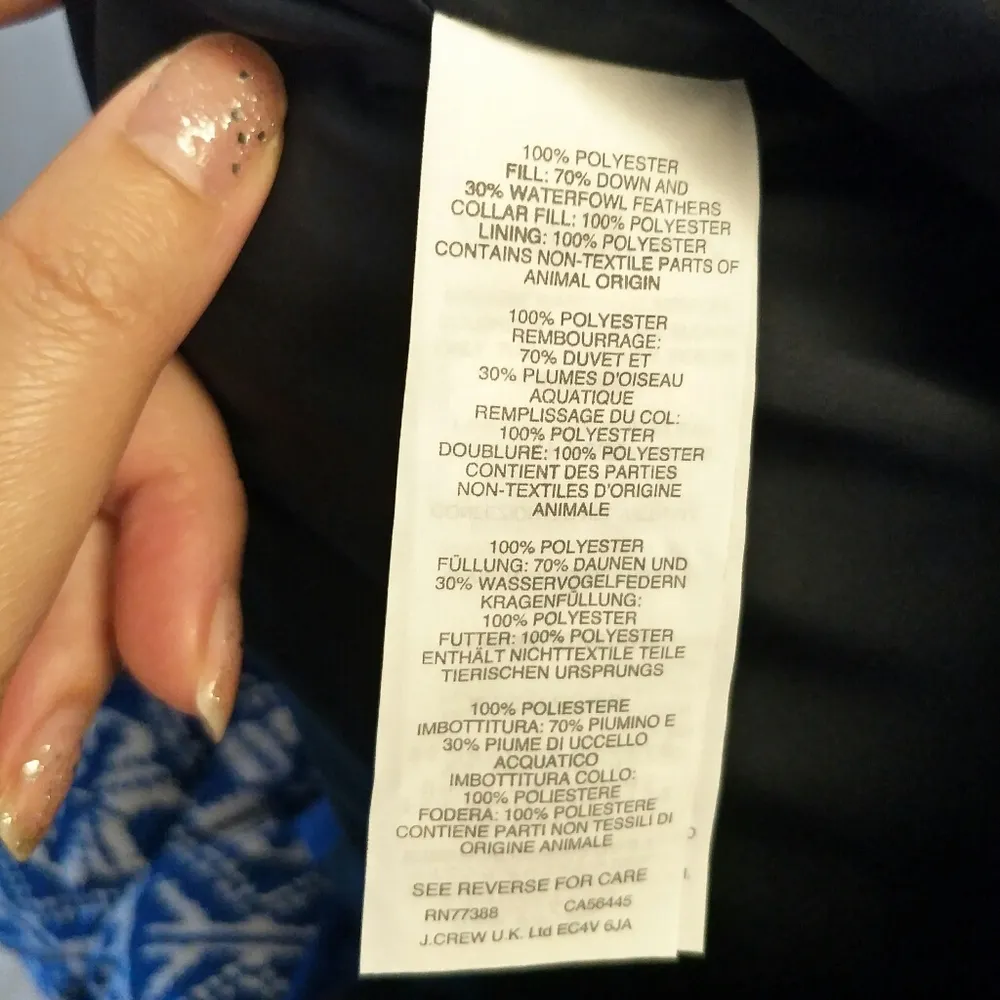 100% POLYESTER
FILL: 70% DOWN AND
30% WATERFOWL FEATHERS
COLLAR FILL: 100% POLYESTER
LINING: 100% POLYESTER
CONTAINS NON-TEXTILE PARTS OF
ANIMAL ORIGIN
100% POLYESTER
REMBOURRAGE:
70% DUVET ET
30% PLUMES D'OISEAU
AQUATIQUE
REMPLISSAGE DU COL:
100% POLYESTER
DOUBLURE: 100% POLYESTER
CONTIENT DES PARTIES
NON-TEXTILES D'ORIGINE
ANIMALE
100% POLYESTER
FÜLLUNG: 70% DAUNEN UND
30% WASSERVOGELFEDERN
KRAGENFÜLLUNG:
100% POLYESTER
FUTTER: 100% POLYESTER
ENTHÄLT NICHTTEXTILE TEILE
TIERISCHEN URSPRUNGS
100% POLIESTERE
IMBOTTITURA: 70% PIUMINO E
30% PIUME DI UCCELLO
ACQUATICO
IMBOTTITURA COLLO:
100% POLIESTERE
FODERA: 100% POLIESTERE
CONTIENE PARTI NON TESSILI DI
ORIGINE ANIMALE
SEE REVERSE FOR CARE
RN77388 CA56445
J.CREW U.K. Ltd EC4V 6JA